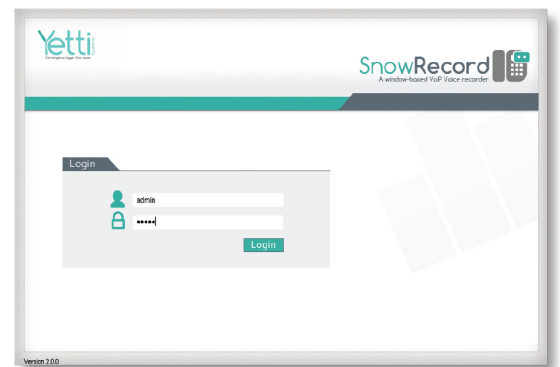 Yetti
SnowRecord
A window-based VoIP Voice recorder
Login
admin
•••••
Login
Version 2.0.0